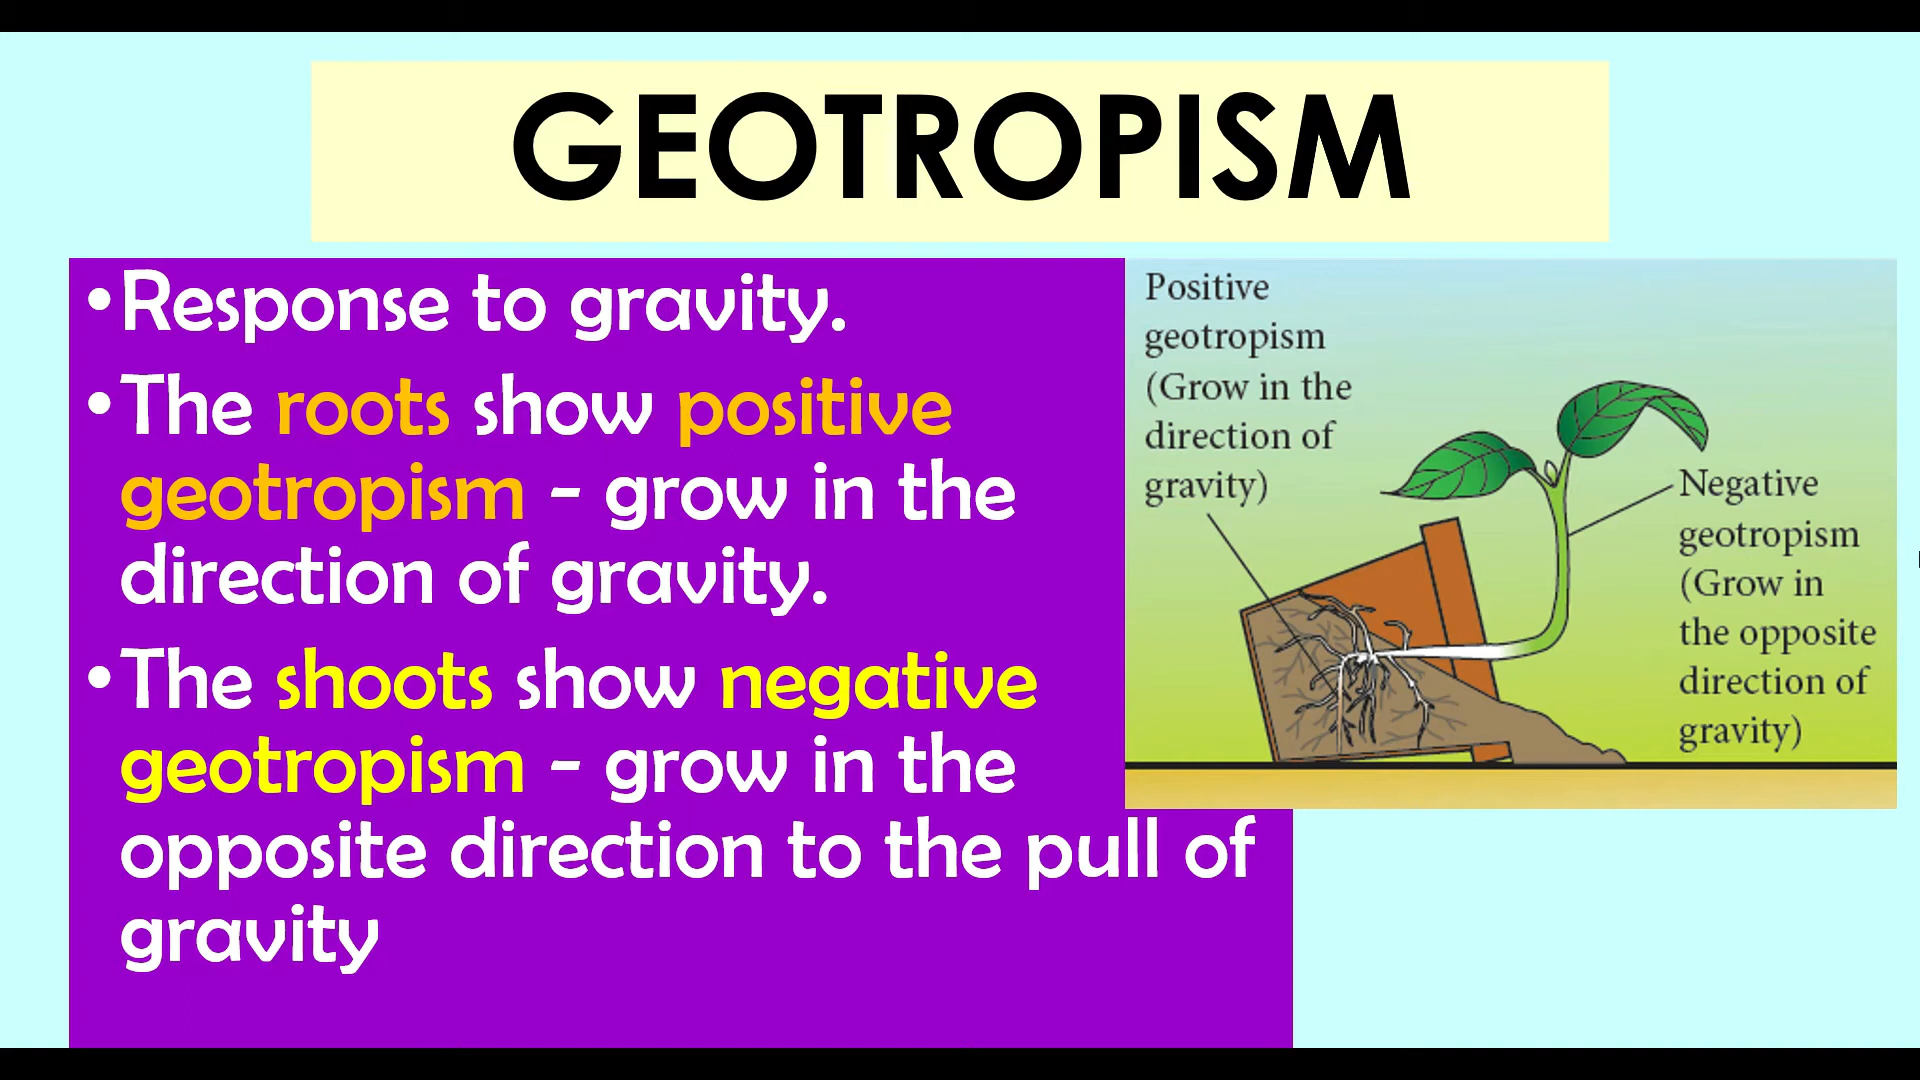 GEOTROPISM
•Response to gravity.
•The roots show positive
geotropism - grow in the
direction of gravity.
•The shoots show negative
geotropism - grow in the
opposite direction to the pull of
gravity
Positive
geotropism
(Grow in the
direction of
gravity)
Negative
geotropism
(Grow in
the opposite
direction of
gravity)